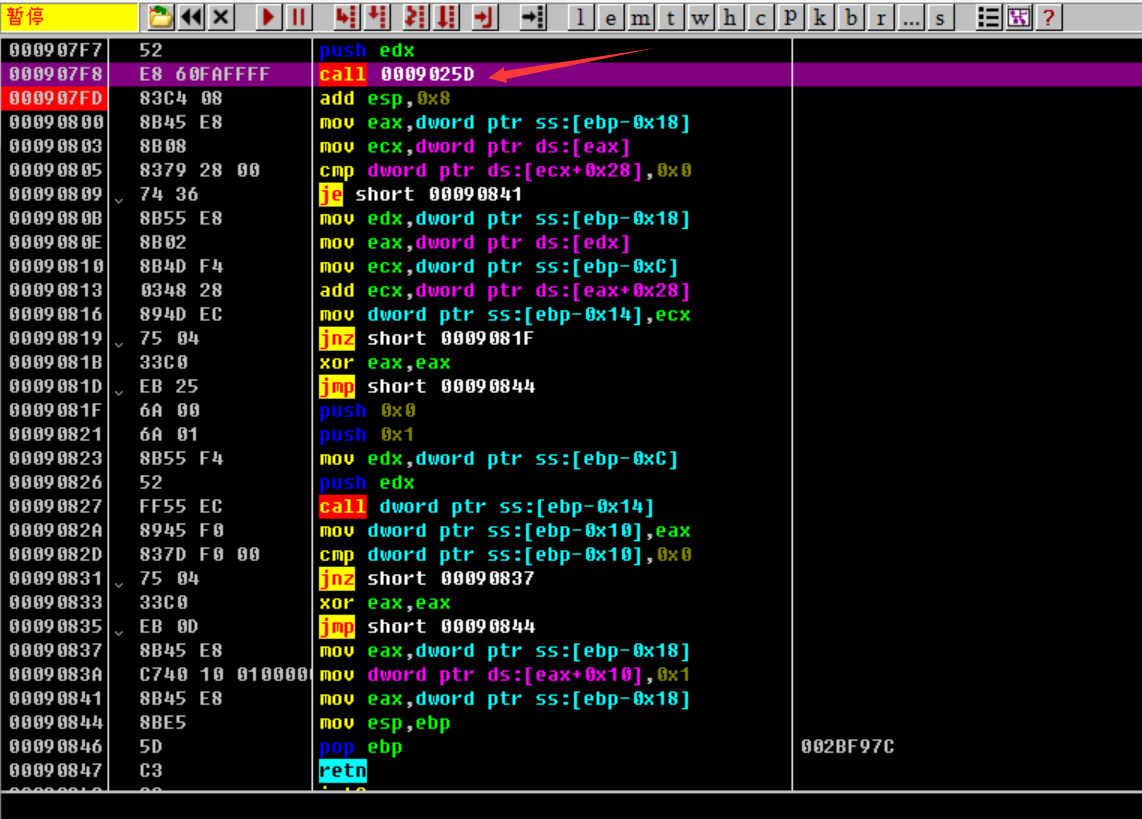 暂停
l e m t w h c P k b r ... s ?
000907F7 52 push edx
000907F8 E8 60FAFFFF call 0009025D
000907FD 83C4 08 add esp,0x8
00090800 8B45 E8 mov eax,dword ptr ss:[ebp-0x18]
00090803 8B08 mov ecx,dword ptr ds:[eax]
00090805 8379 28 00 cmp dword ptr ds:[ecx+0x28],0x0
00090809 74 36 je short 00090841
0009080B 8B55 E8 mov edx,dword ptr ss:[ebp-0x18]
0009080E 8B02 mov eax,dword ptr ds:[edx]
00090810 8B4D F4 mov ecx,dword ptr ss:[ebp-0xC]
00090813 0348 28 add ecx,dword ptr ds:[eax+0x28]
00090816 894D EC mov dword ptr ss:[ebp-0x14],ecx
00090819 75 04 jnz short 0009081F
0009081B 33C0 xor eax,eax
0009081D EB 25 jmp short 00090844
0009081F 6A 00 push 0x0
00090821 6A 01 push 0x1
00090823 8B55 F4 mov edx,dword ptr ss:[ebp-0xC]
00090826 52 push edx
00090827 FF55 EC call dword ptr ss:[ebp-0x14]
0009082A 8945 F0 mov dword ptr ss:[ebp-0x10],eax
0009082D 837D F0 00 cmp dword ptr ss:[ebp-0x10],0x0
00090831 75 04 jnz short 00090837
00090833 33C0 xor eax,eax
00090835 EB 0D jmp short 00090844
00090837 8B45 E8 mov eax,dword ptr ss:[ebp-0x18]
0009083A C740 10 010000 mov dword ptr ds:[eax+0x10],0x1
00090841 8B45 E8 mov eax,dword ptr ss:[ebp-0x18]
00090844 8BE5 mov esp,ebp
00090846 5D pop ebp 002BF97C
00090847 C3 retn